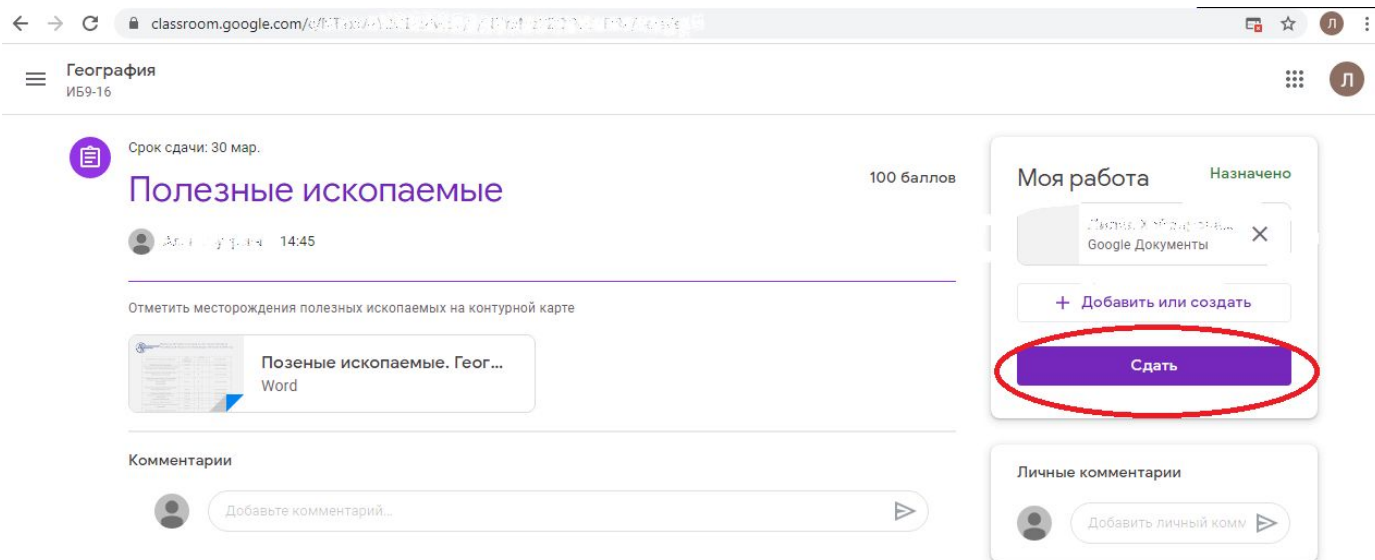 classroom.google.com/c/
Л
География
ИБ9-16
Л
Срок сдачи: 30 мар.
Полезные ископаемые
100 баллов
14:45
Отметить месторождения полезных ископаемых на контурной карте
Позеные ископаемые. Геог...
Word
Комментарии
Добавьте комментарий...
Моя работа
Назначено
Google Документы
+ Добавить или создать
Сдать
Личные комментарии
Добавить личный комм